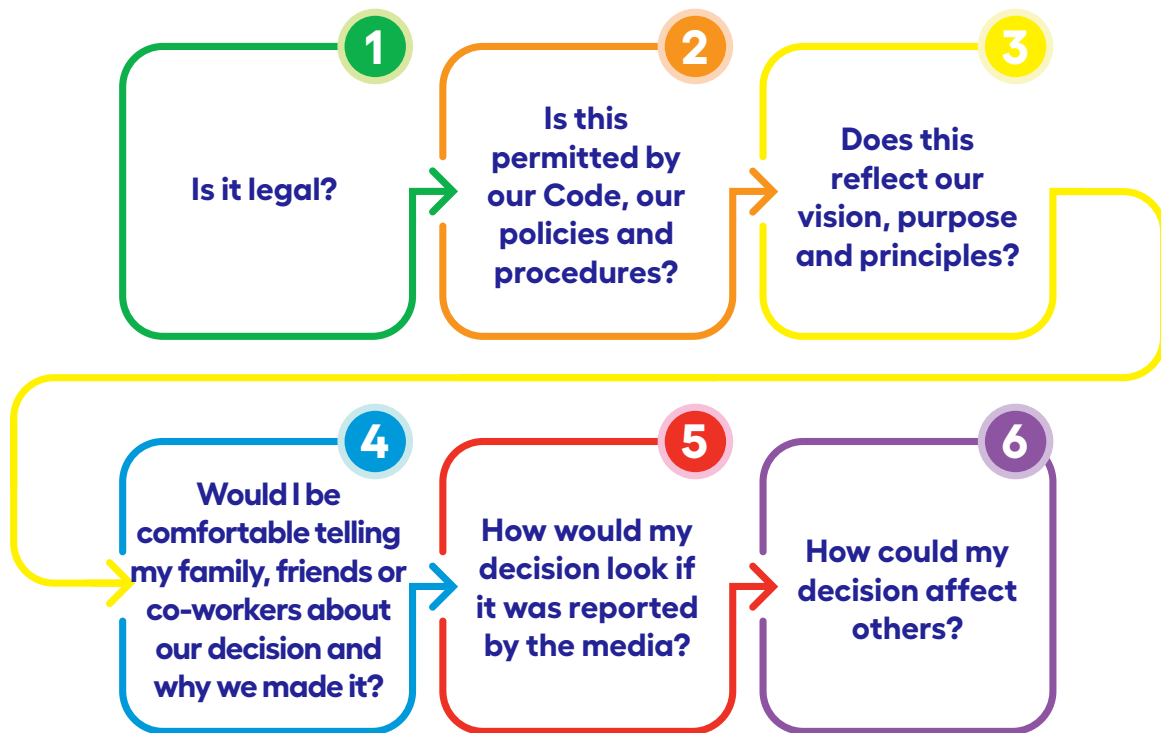 1
Is it legal?
2
Is this
permitted by
our Code, our
policies and
procedures?
3
Does this
reflect our
vision, purpose
and principles?
4
Would I be
comfortable telling
my family, friends or
co-workers about
our decision and
why we made it?
5
How would my
decision look if
it was reported
by the media?
6
How could my
decision affect
others?